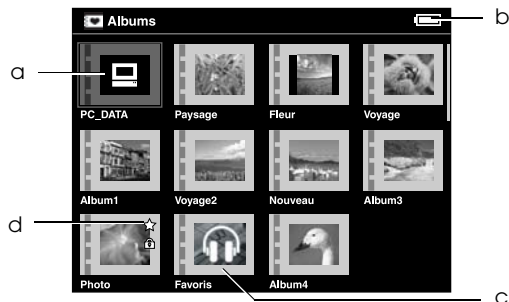 Albums
b
a
PC_DATA Paysage Fleur Voyage
Album1 Voyage2 Nouveau Album3
d
Photo Favoris Album4
c